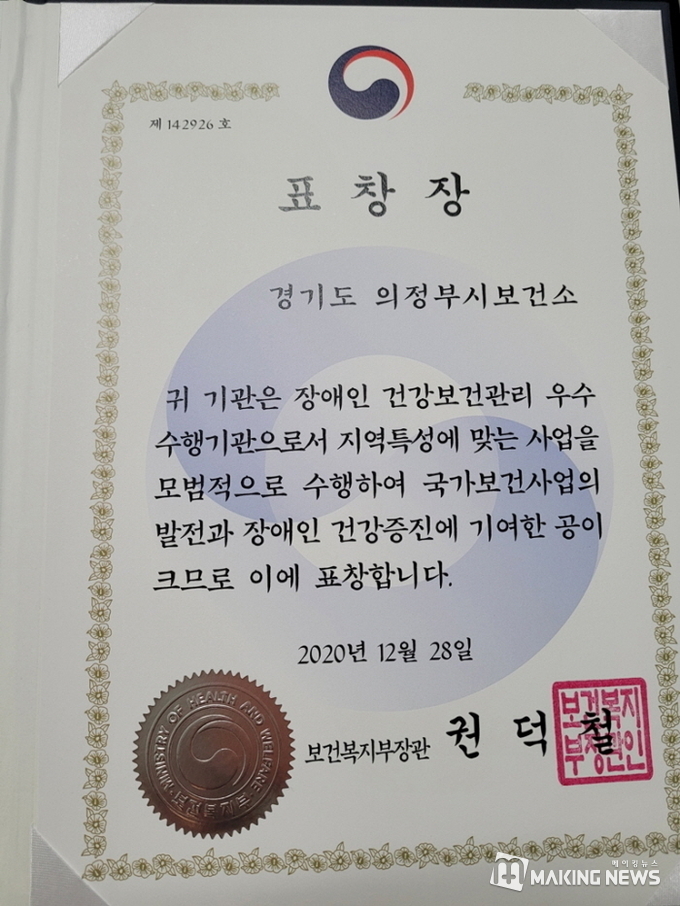 제 142926 호
표 창 장
경기도 의정부시보건소
귀 기관은 장애인 건강보건관리 우수
수행기관으로서 지역특성에 맞는 사업을
모범적으로 수행하여 국가보건사업의
발전과 장애인 건강증진에 기여한 공이
크므로 이에 표창합니다.
2020년 12월 28일
보건복지부장관 권 덕 철
보건복지
부장관인
MINISTRY OF HEALTH AND WELFARE
메이킹뉴스
MAKING NEWS